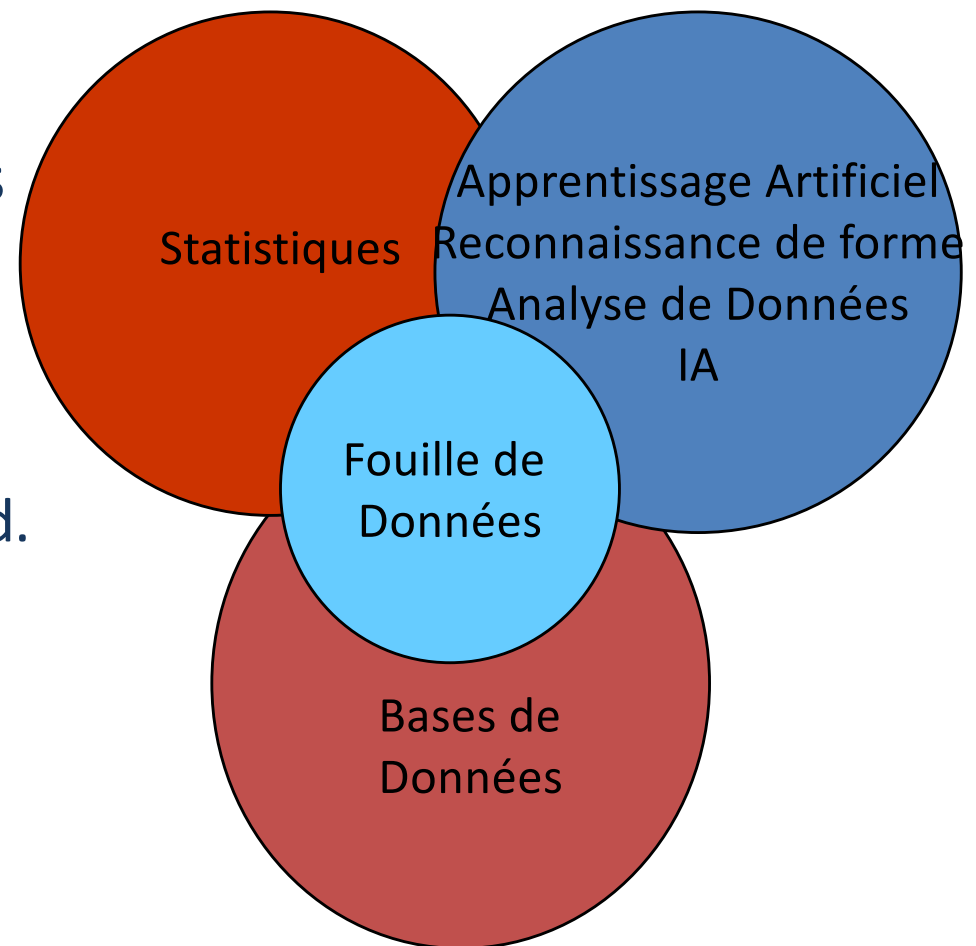 Statistiques
Apprentissage Artificiel
Reconnaissance de forme
Analyse de Données
IA
Fouille de
Données
Bases de
Données